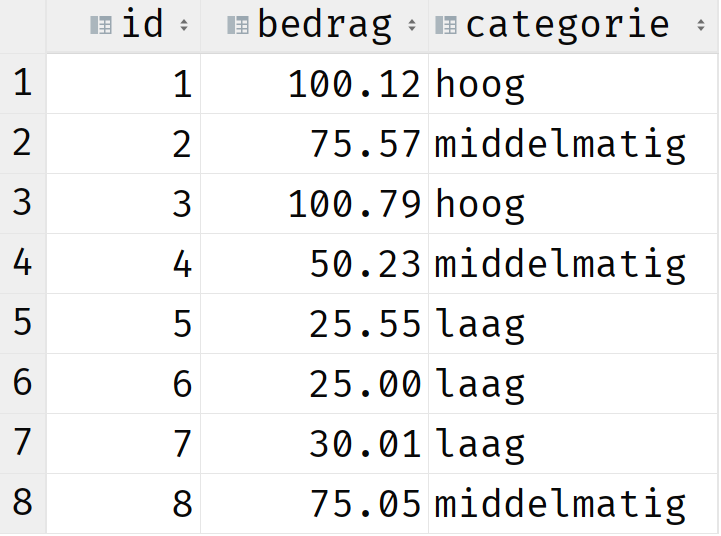 id bedrag categorie
1 1 100.12 hoog
2 2 75.57 middelmatig
3 3 100.79 hoog
4 4 50.23 middelmatig
5 5 25.55 laag
6 6 25.00 laag
7 7 30.01 laag
8 8 75.05 middelmatig